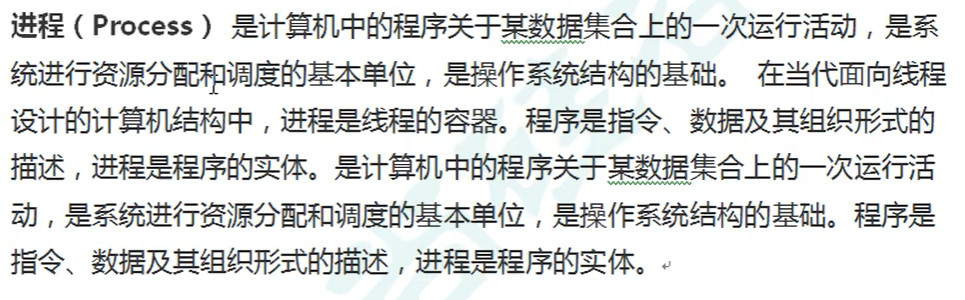 进程（Process） 是计算机中的程序关于某数据集合上的一次运行活动，是系
统进行资源分配和调度的基本单位，是操作系统结构的基础。 在当代面向线程
设计的计算机结构中，进程是线程的容器。程序是指令、数据及其组织形式的
描述，进程是程序的实体。是计算机中的程序关于某数据集合上的一次运行活
动，是系统进行资源分配和调度的基本单位，是操作系统结构的基础。程序是
指令、数据及其组织形式的描述，进程是程序的实体。